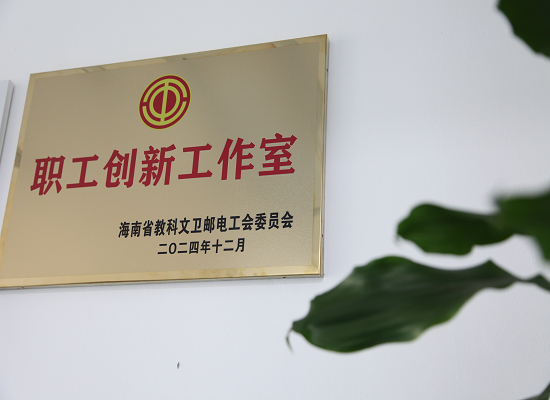 职工创新工作室
海南省教科文卫邮电工会委员会
二〇二四年十二月